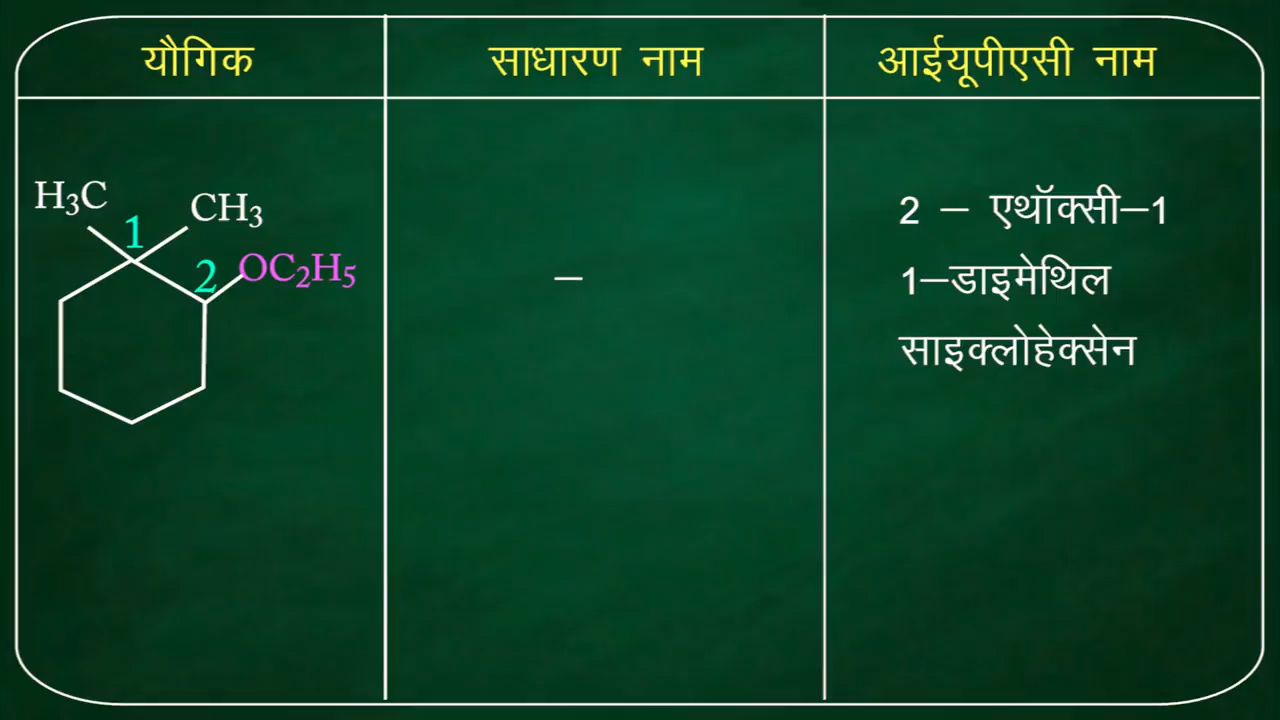 यौगिक
साधारण नाम
आईयूपीएसी नाम
H₃C
CH₃
1
2
OC₂H₅
–
2 – एथॉक्सी–1
1–डाइमेथिल
साइक्लोहेक्सेन